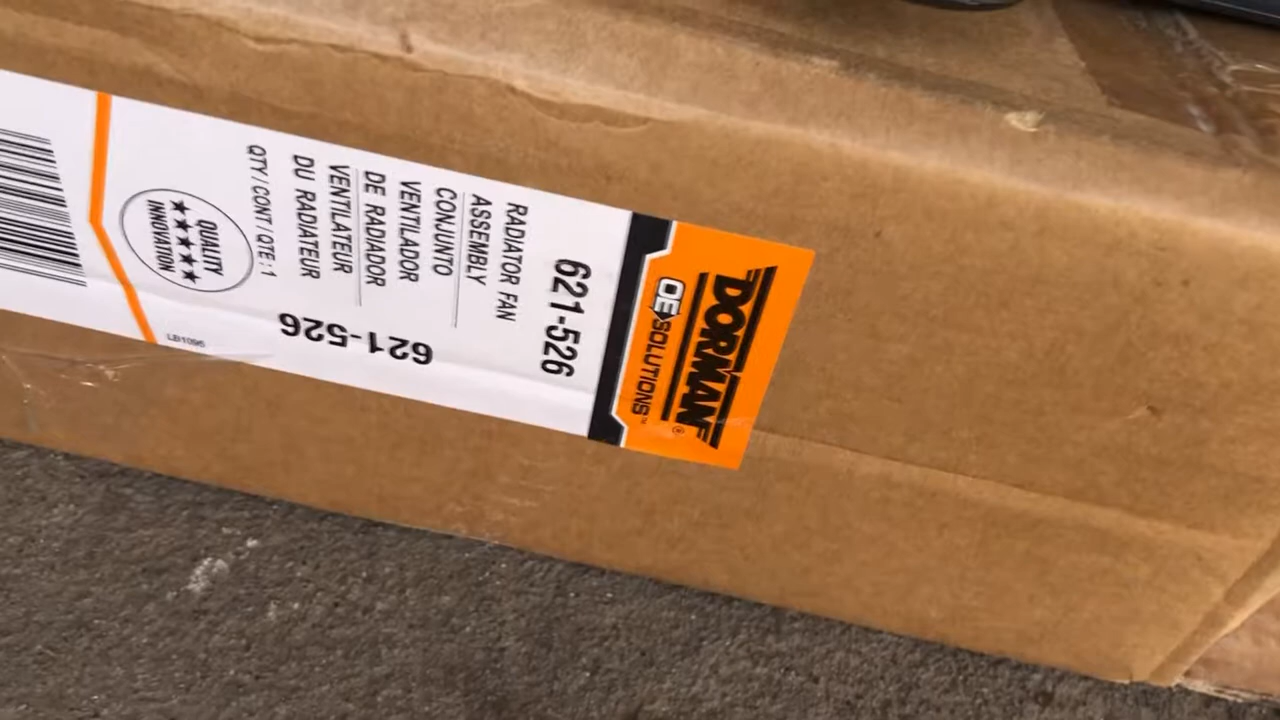 DORMAN®
OE SOLUTIONS™
621-526
RADIATOR FAN
ASSEMBLY
CONJUNTO
VENTILADOR
DE RADIADOR
VENTILATEUR
DU RADIATEUR
QTY / CONT / QTE : 1
621-526
QUALITY
★★★★★
INNOVATION
LB1096